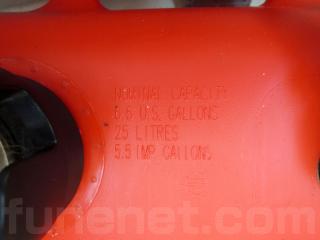 NOMINAL CAPACITY
6.6 U.S. GALLONS
25 LITRES
5.5 IMP. GALLONS
funenet.com